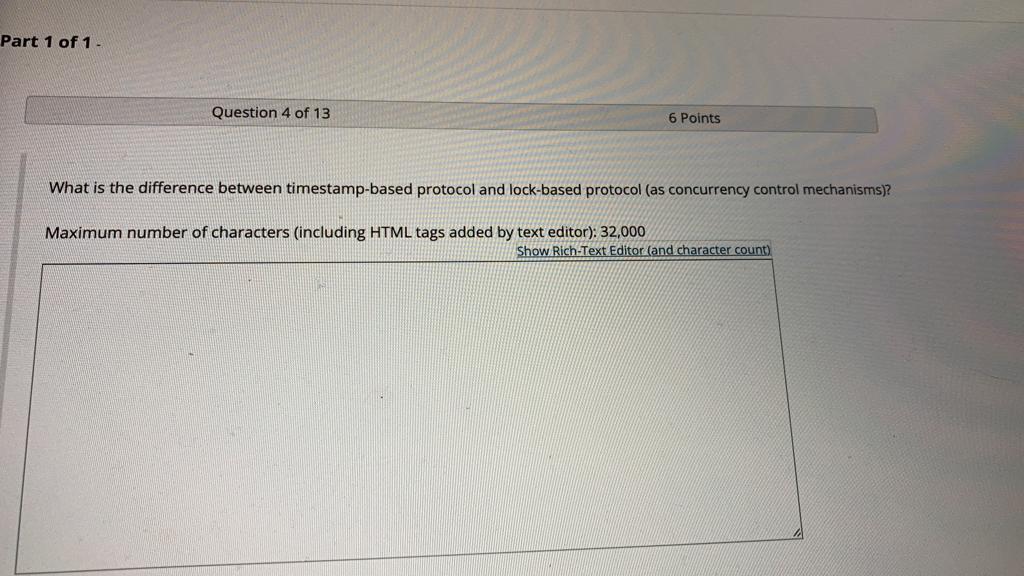 Part 1 of 1 -
Question 4 of 13
6 Points
What is the difference between timestamp-based protocol and lock-based protocol (as concurrency control mechanisms)?
Maximum number of characters (including HTML tags added by text editor): 32,000
Show Rich-Text Editor (and character count)